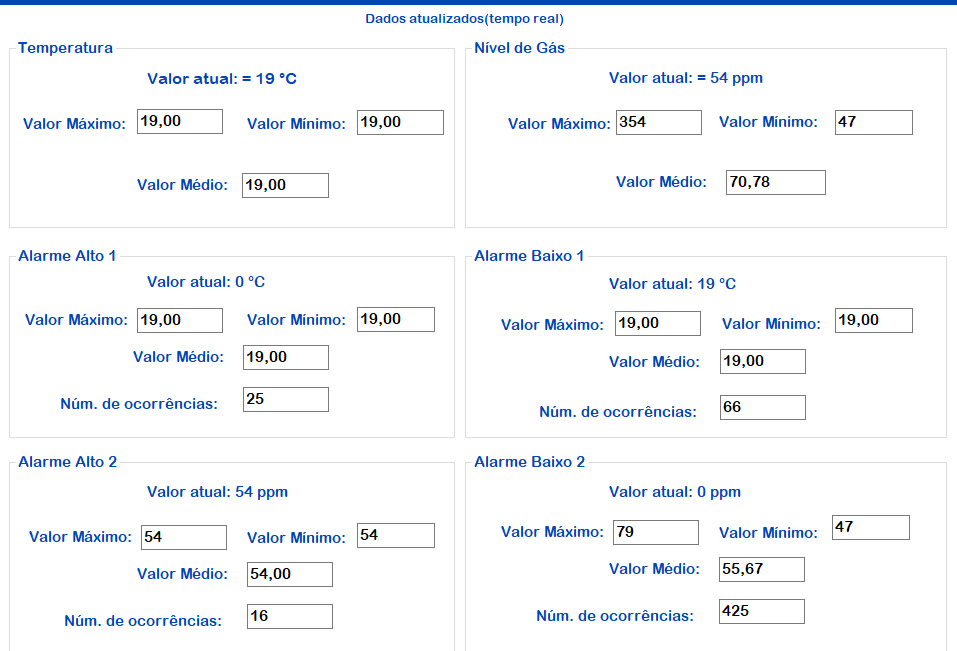 Dados atualizados(tempo real)
Temperatura
Valor atual: = 19 °C
Valor Máximo: 19,00 Valor Mínimo: 19,00
Valor Médio: 19,00
Nível de Gás
Valor atual: = 54 ppm
Valor Máximo: 354 Valor Mínimo: 47
Valor Médio: 70,78
Alarme Alto 1
Valor atual: 0 °C
Valor Máximo: 19,00 Valor Mínimo: 19,00
Valor Médio: 19,00
Núm. de ocorrências: 25
Alarme Baixo 1
Valor atual: 19 °C
Valor Máximo: 19,00 Valor Mínimo: 19,00
Valor Médio: 19,00
Núm. de ocorrências: 66
Alarme Alto 2
Valor atual: 54 ppm
Valor Máximo: 54 Valor Mínimo: 54
Valor Médio: 54,00
Núm. de ocorrências: 16
Alarme Baixo 2
Valor atual: 0 ppm
Valor Máximo: 79 Valor Mínimo: 47
Valor Médio: 55,67
Núm. de ocorrências: 425